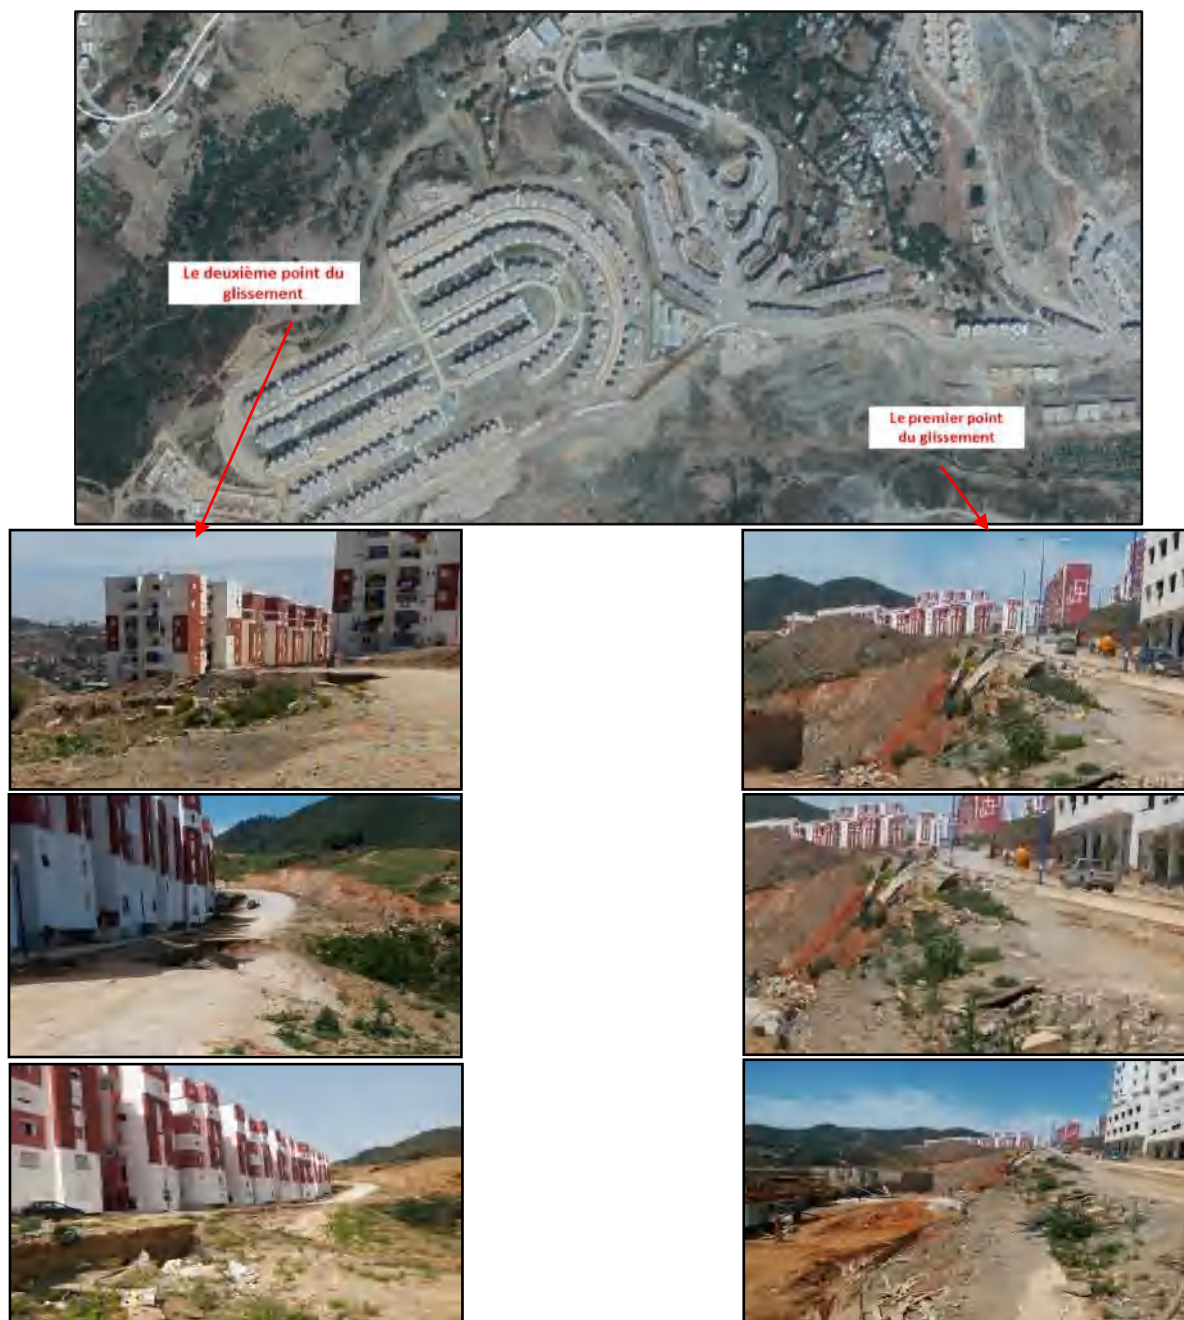 Le deuxième point du
glissement
Le premier point
du glissement